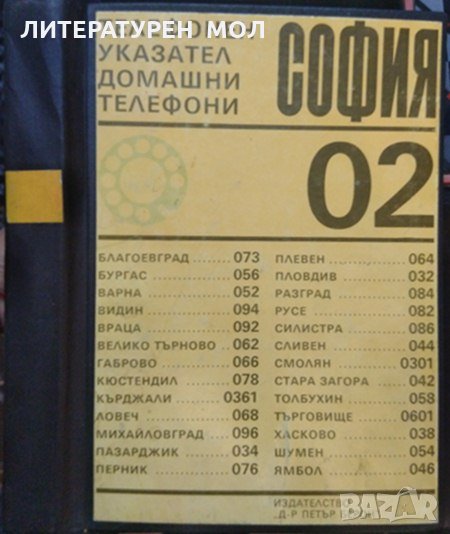 ЛИТЕРАТУРЕН МОЛ
УКАЗАТЕЛ
ДОМАШНИ
ТЕЛЕФОНИ
СОФИЯ
02
БЛАГОЕВГРАД 073
БУРГАС 056
ВАРНА 052
ВИДИН 094
ВРАЦА 092
ВЕЛИКО ТЪРНОВО 062
ГАБРОВО 066
КЮСТЕНДИЛ 078
КЪРДЖАЛИ 0361
ЛОВЕЧ 068
МИХАЙЛОВГРАД 096
ПАЗАРДЖИК 034
ПЕРНИК 076
ПЛЕВЕН 064
ПЛОВДИВ 032
РАЗГРАД 084
РУСЕ 082
СИЛИСТРА 086
СЛИВЕН 044
СМОЛЯН 0301
СТАРА ЗАГОРА 042
ТОЛБУХИН 058
ТЪРГОВИЩЕ 0601
ХАСКОВО 038
ШУМЕН 054
ЯМБОЛ 046
ИЗДАТЕЛСТВО
„Д-Р ПЕТЪР
BAZAR